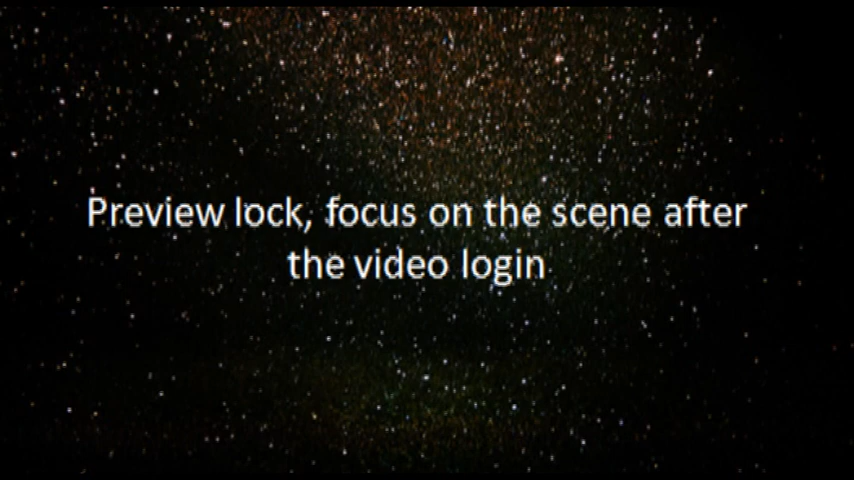 Preview lock, focus on the scene after
the video login